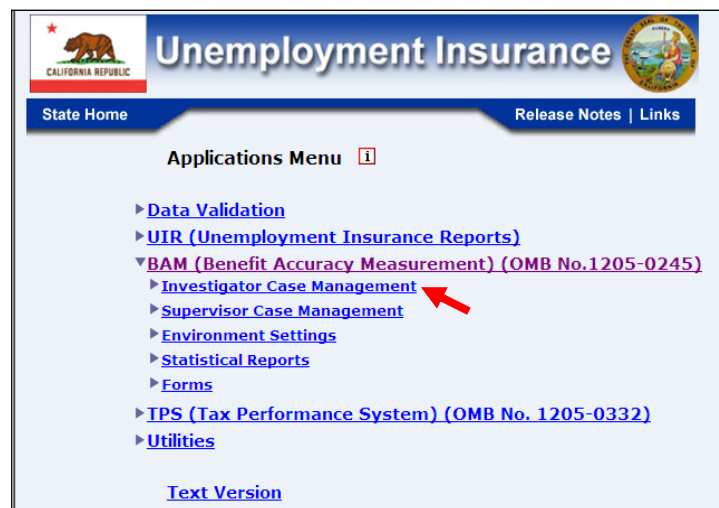 CALIFORNIA REPUBLIC
Unemployment Insurance
State Home
Release Notes | Links
Applications Menu i
Data Validation
UIR (Unemployment Insurance Reports)
BAM (Benefit Accuracy Measurement) (OMB No.1205-0245)
Investigator Case Management
Supervisor Case Management
Environment Settings
Statistical Reports
Forms
TPS (Tax Performance System) (OMB No. 1205-0332)
Utilities
Text Version